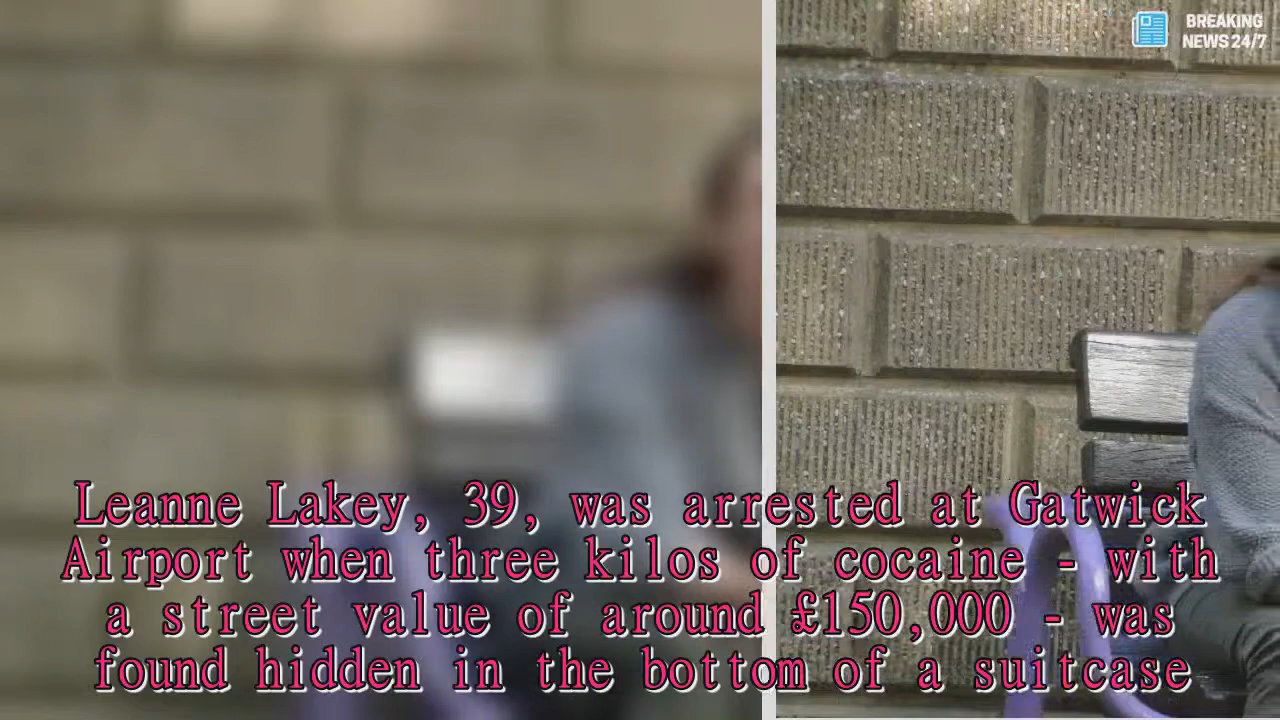 BREAKING
NEWS 24/7
Leanne Lakey, 39, was arrested at Gatwick
Airport when three kilos of cocaine - with
a street value of around £150,000 - was
found hidden in the bottom of a suitcase